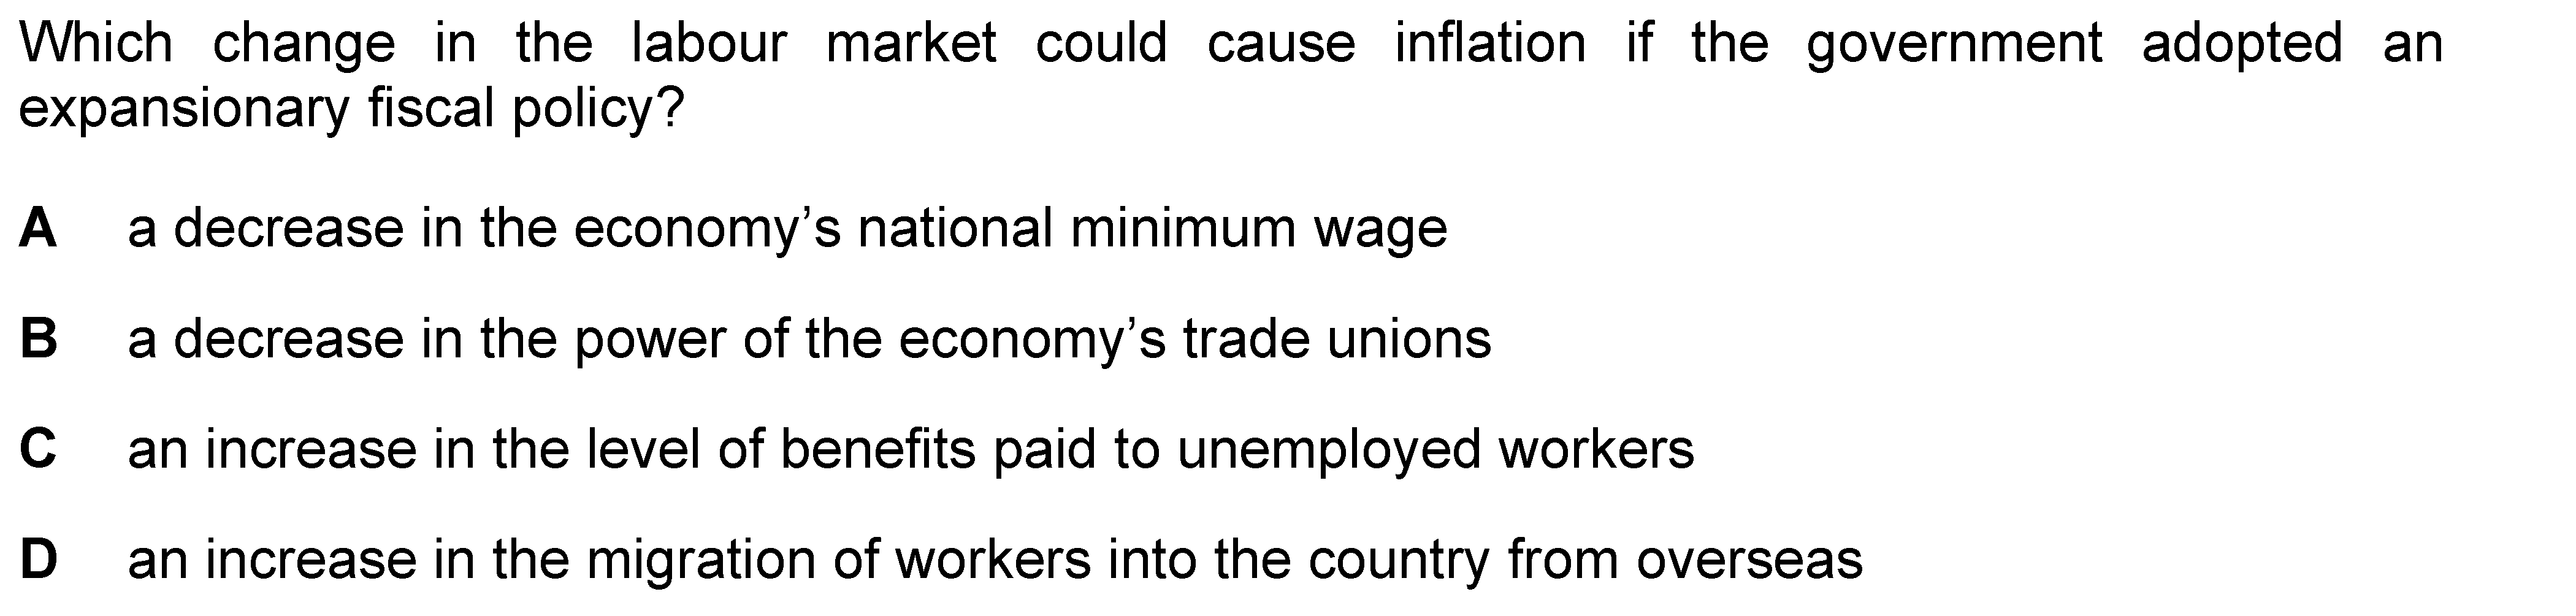 Which change in the labour market could cause inflation if the government adopted an
expansionary fiscal policy?
A a decrease in the economy’s national minimum wage
B a decrease in the power of the economy’s trade unions
C an increase in the level of benefits paid to unemployed workers
D an increase in the migration of workers into the country from overseas